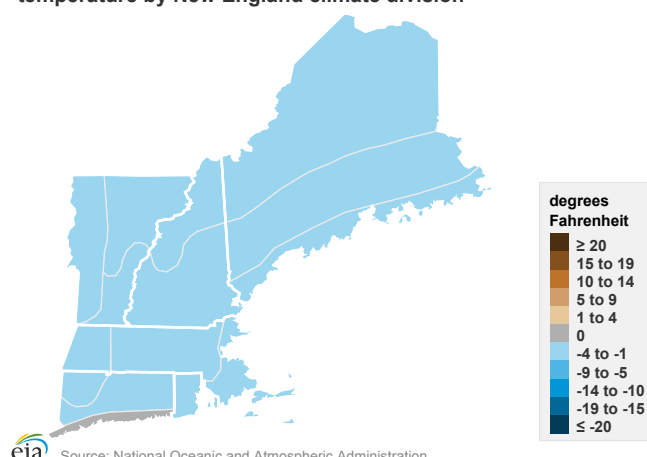 temperature by New England climate division
degrees
Fahrenheit
≥ 20
15 to 19
10 to 14
5 to 9
1 to 4
0
-4 to -1
-9 to -5
-14 to -10
-19 to -15
≤ -20
eia
Source: National Oceanic and Atmospheric Administration